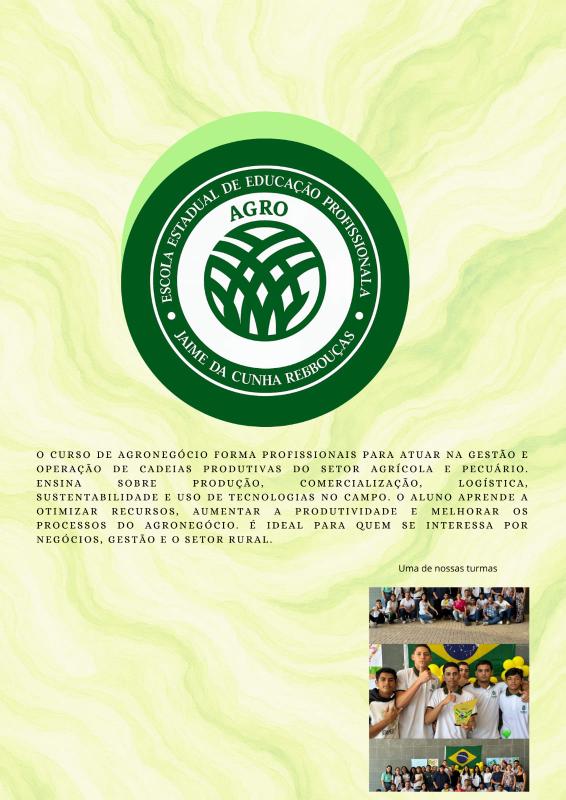 ESCOLA ESTADUAL DE EDUCAÇÃO PROFISSIONALA
AGRO
JAIME DA CUNHA REBBOUÇAS
O CURSO DE AGRONEGÓCIO FORMA PROFISSIONAIS PARA ATUAR NA GESTÃO E
OPERAÇÃO DE CADEIAS PRODUTIVAS DO SETOR AGRÍCOLA E PECUÁRIO.
ENSINA SOBRE PRODUÇÃO, COMERCIALIZAÇÃO, LOGÍSTICA,
SUSTENTABILIDADE E USO DE TECNOLOGIAS NO CAMPO. O ALUNO APRENDE A
OTIMIZAR RECURSOS, AUMENTAR A PRODUTIVIDADE E MELHORAR OS
PROCESSOS DO AGRONEGÓCIO. É IDEAL PARA QUEM SE INTERESSA POR
NEGÓCIOS, GESTÃO E O SETOR RURAL.
Uma de nossas turmas